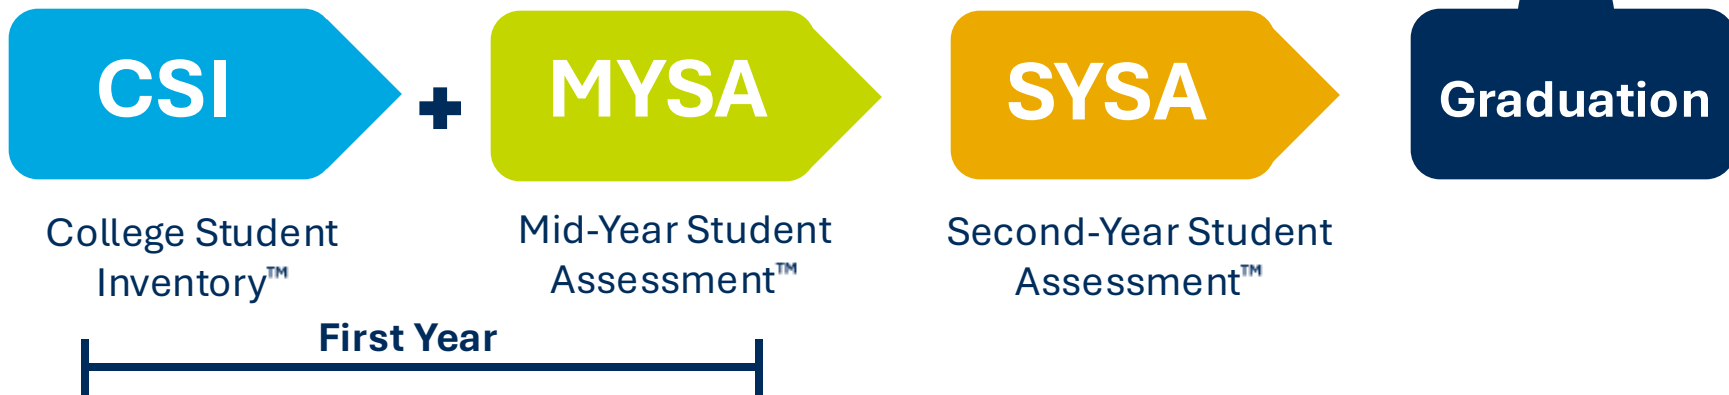 CSI
+
MYSA
SYSA
Graduation
College Student
Inventory™
Mid-Year Student
Assessment™
Second-Year Student
Assessment™
First Year